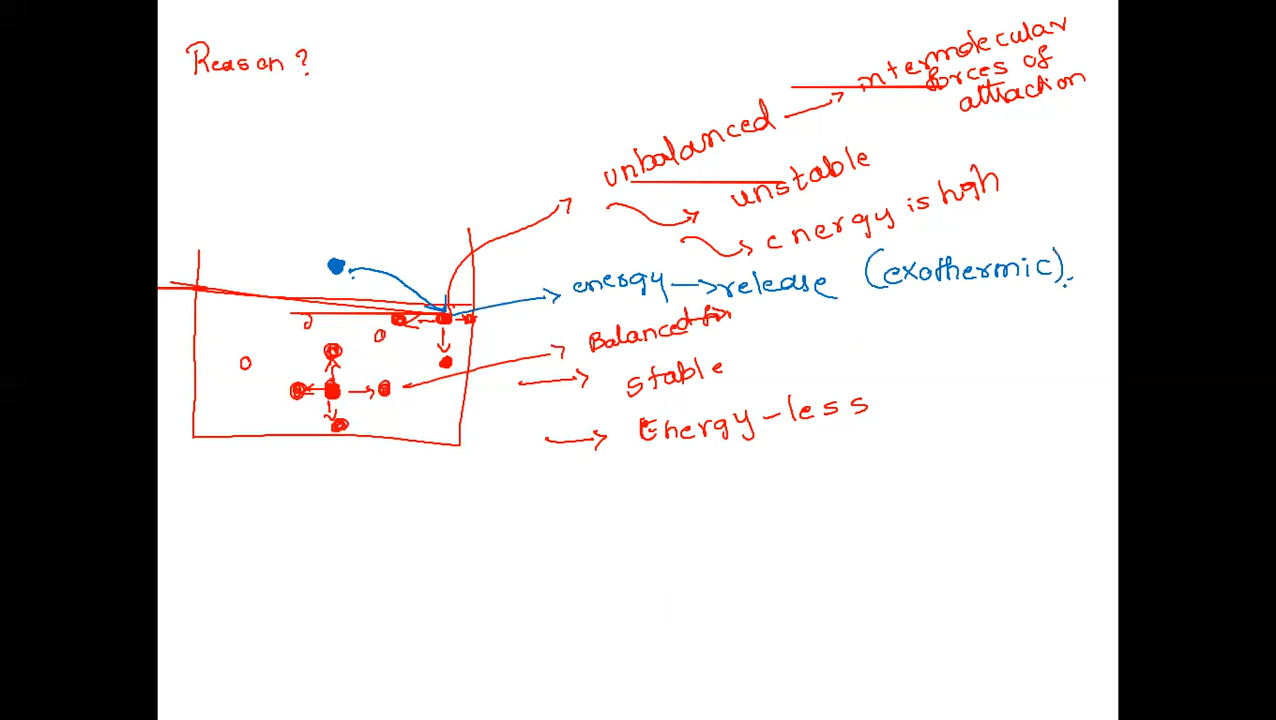 Reason?
intermolecular
forces of
attraction
unbalanced
unstable
energy is high
energy → release (exothermic).
Balanced
stable
Energy - less